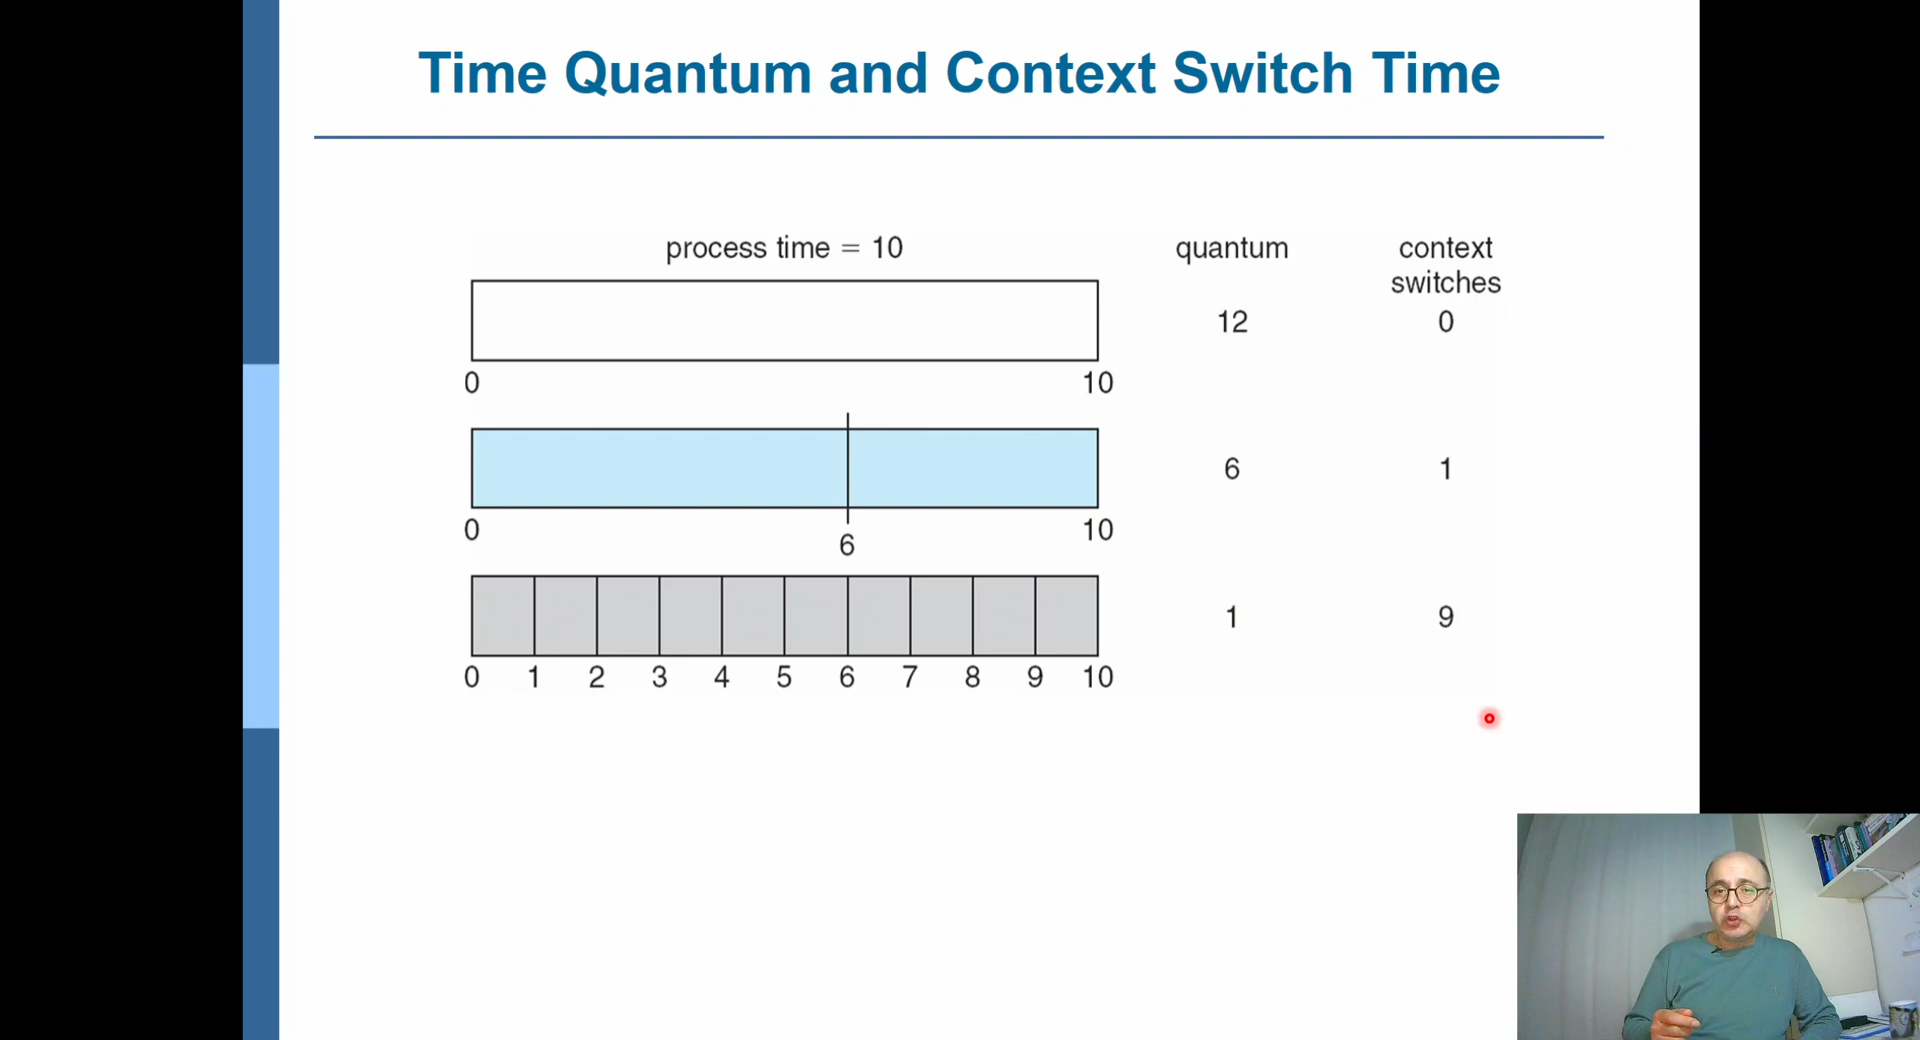 Time Quantum and Context Switch Time
process time = 10 quantum context
switches
12 0
0 10
6 1
0 6 10
1 9
0 1 2 3 4 5 6 7 8 9 10